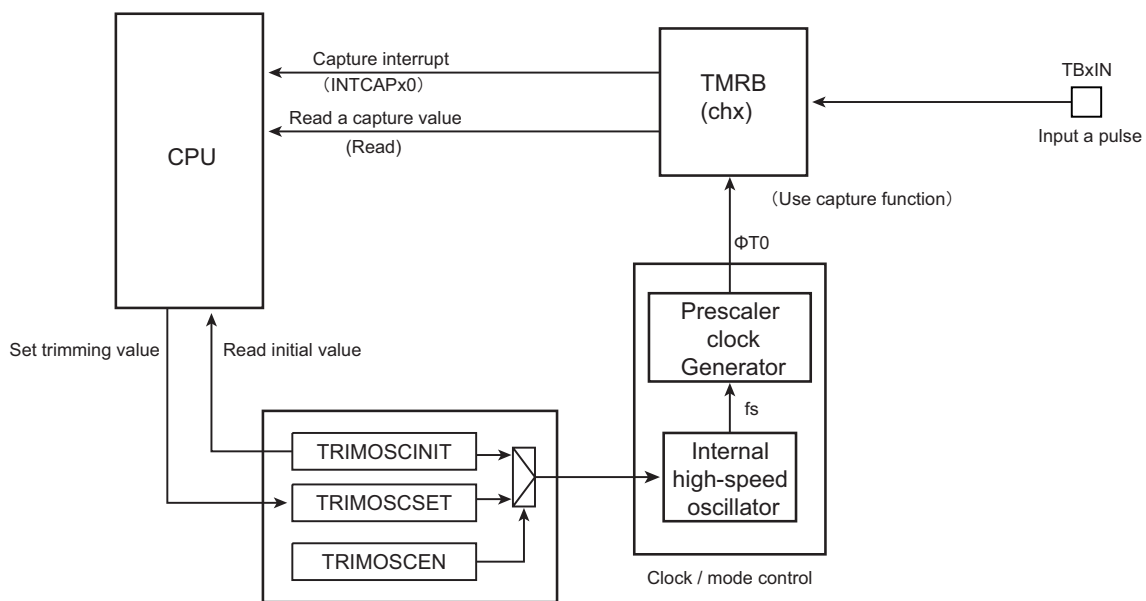 Capture interrupt
（INTCAPx0）
Read a capture value
(Read)
CPU
TMRB
(chx)
TBxIN
Input a pulse
（Use capture function）
ΦT0
Prescaler
clock
Generator
fs
Set trimming value
Read initial value
TRIMOSCINIT
TRIMOSCSET
TRIMOSCEN
Internal
high-speed
oscillator
Clock / mode control